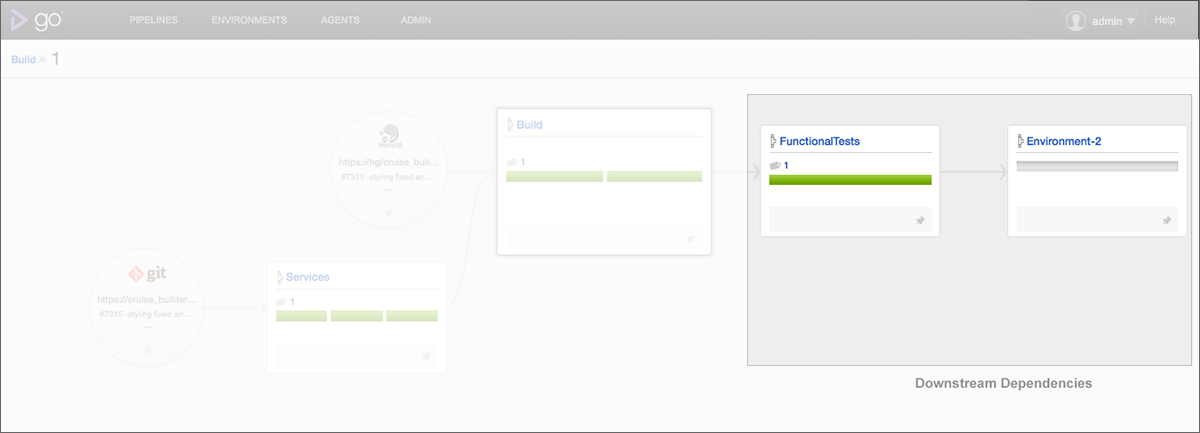 go PIPELINES ENVIRONMENTS AGENTS ADMIN admin Help
Build » 1
Build
1
FunctionalTests
1
Environment-2
mercurial
https://hg/cruise_buil...
#7315 -styling fixed an...
...
git
https://cruise_builder...
#7315 -styling fixed an...
...
Services
1
Downstream Dependencies